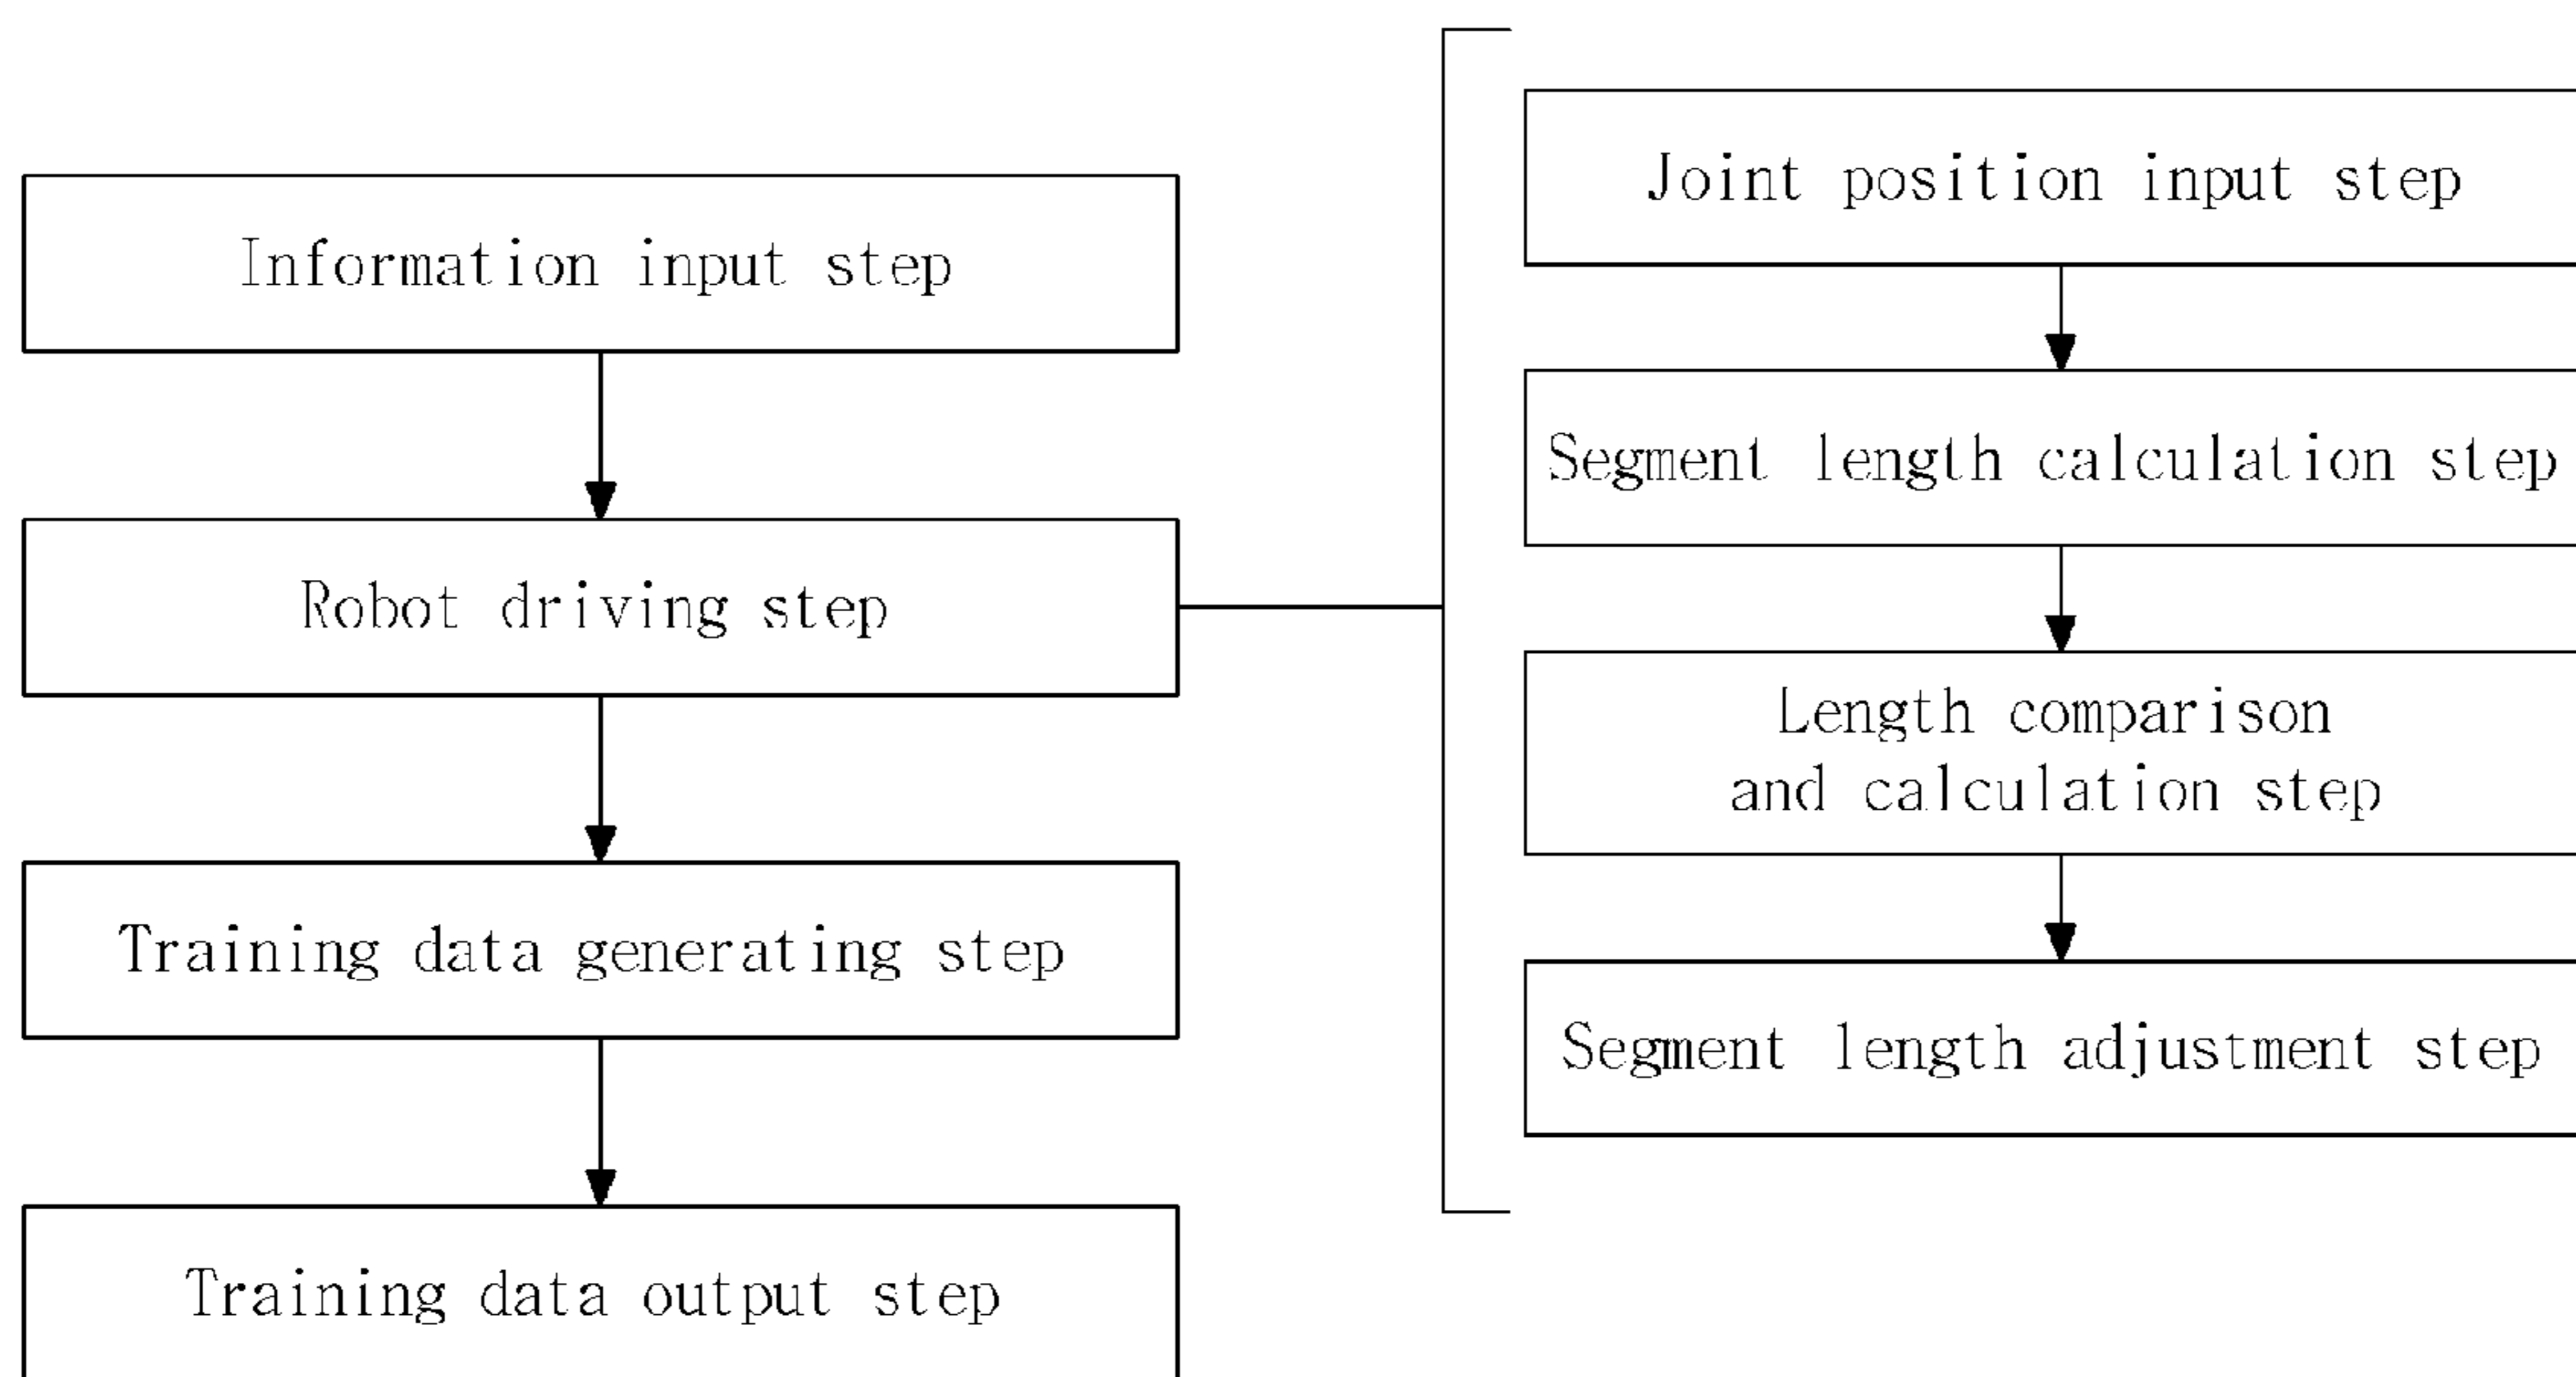 Information input step
Robot driving step
Training data generating step
Training data output step
Joint position input step
Segment length calculation step
Length comparison
and calculation step
Segment length adjustment step